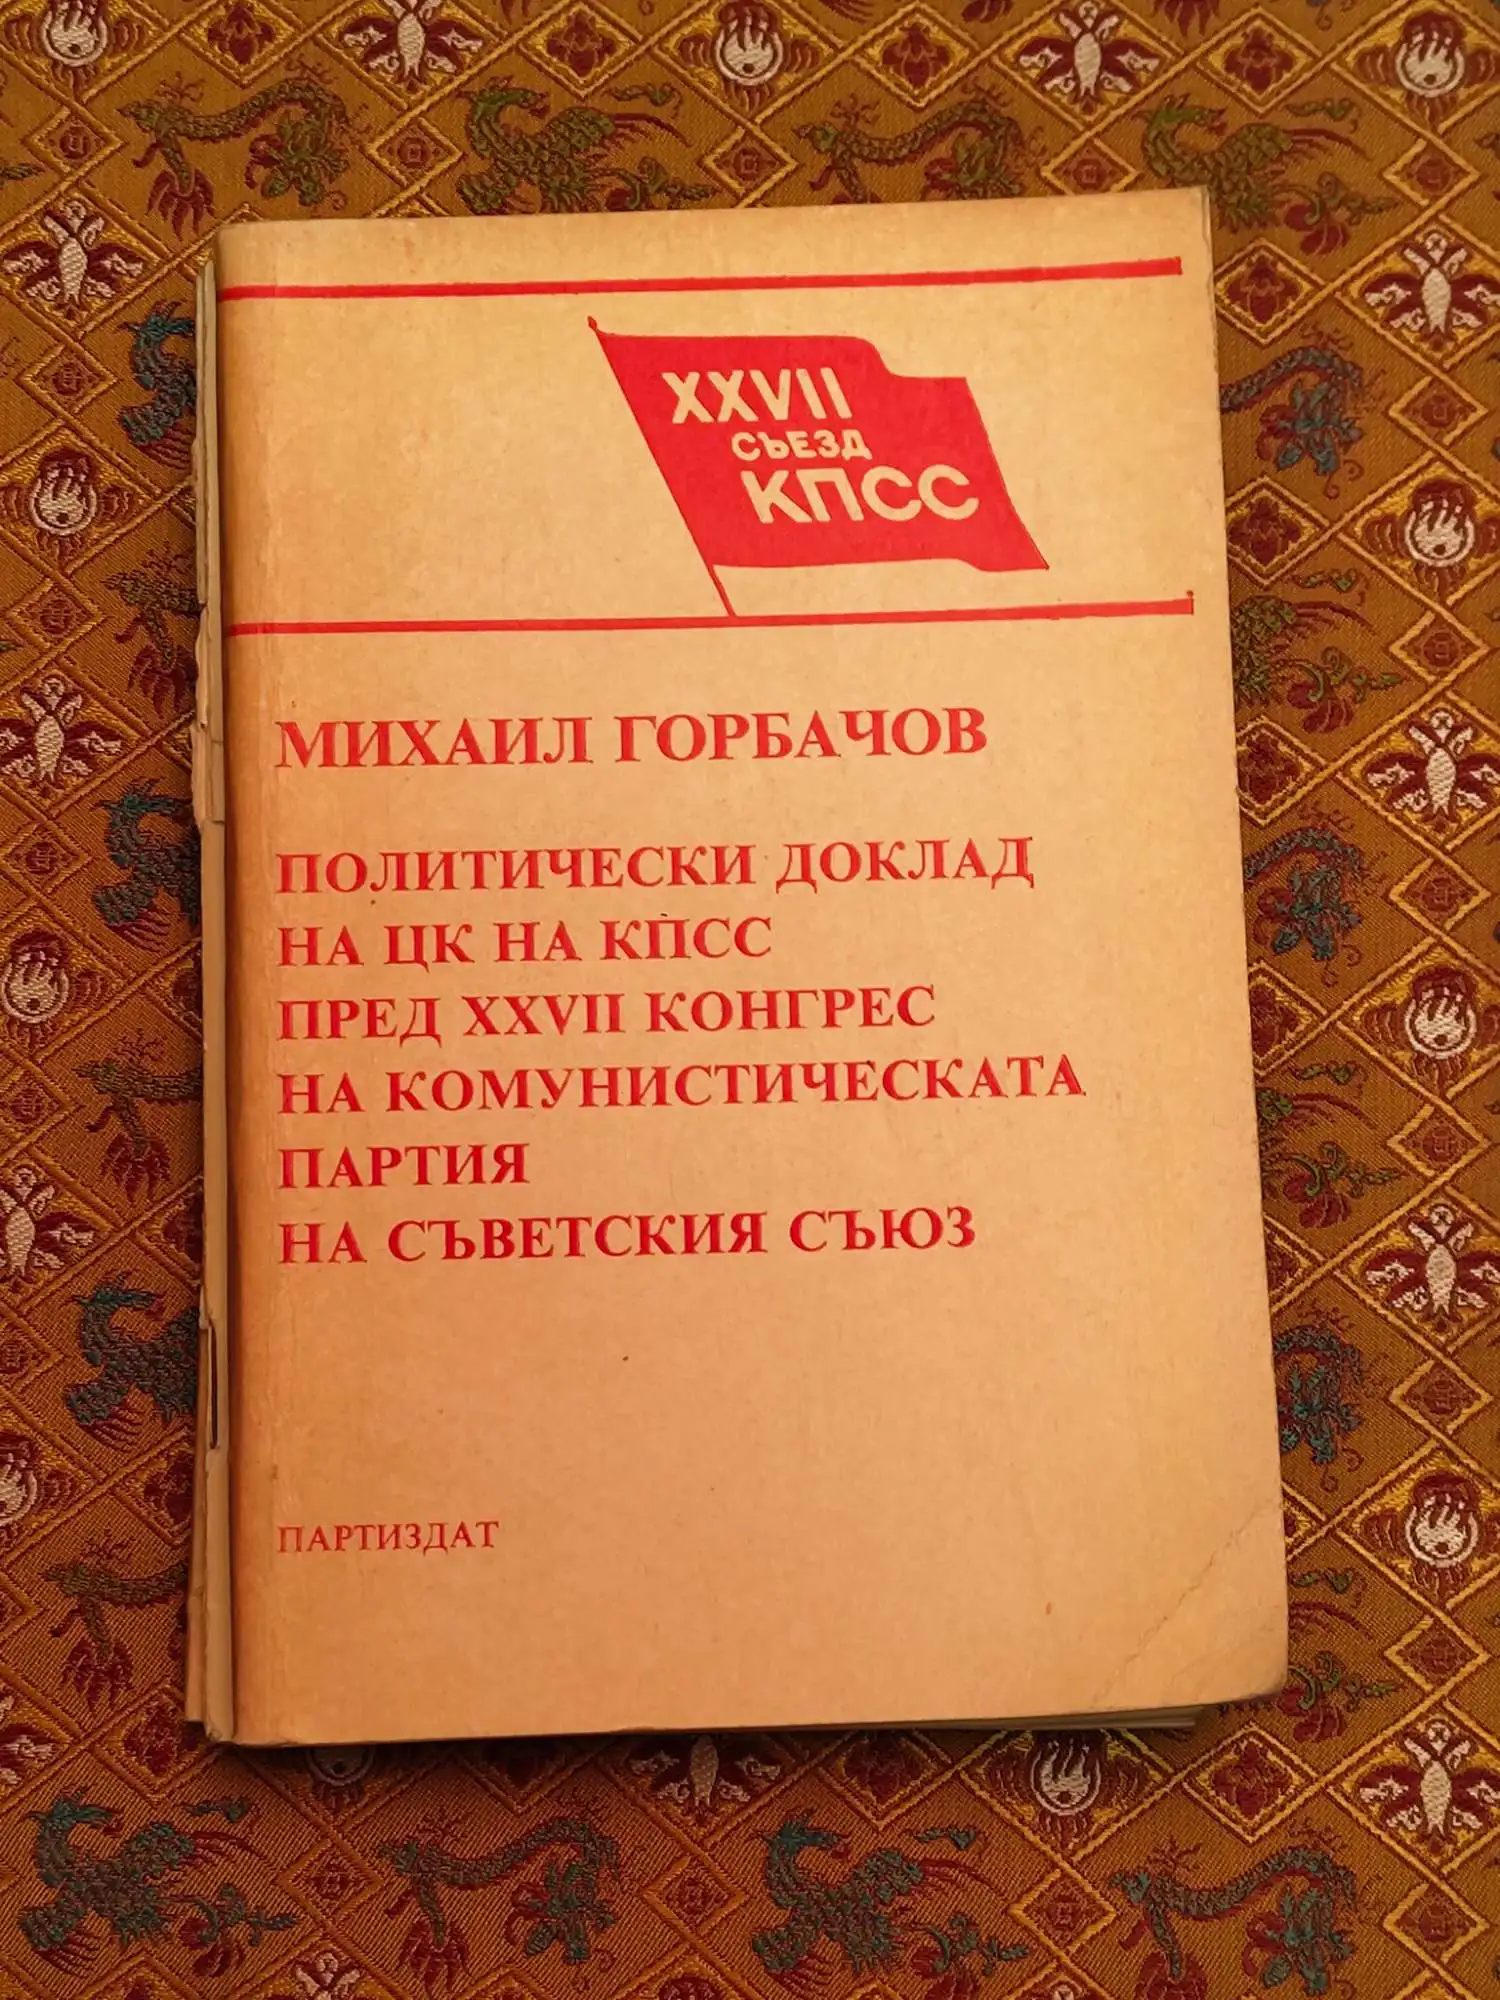 XXVII
СЪЕЗД
КПСС
МИХАИЛ ГОРБАЧОВ
ПОЛИТИЧЕСКИ ДОКЛАД
НА ЦК НА КПСС
ПРЕД XXVII КОНГРЕС
НА КОМУНИСТИЧЕСКАТА
ПАРТИЯ
НА СЪВЕТСКИЯ СЪЮЗ
ПАРТИЗДАТ